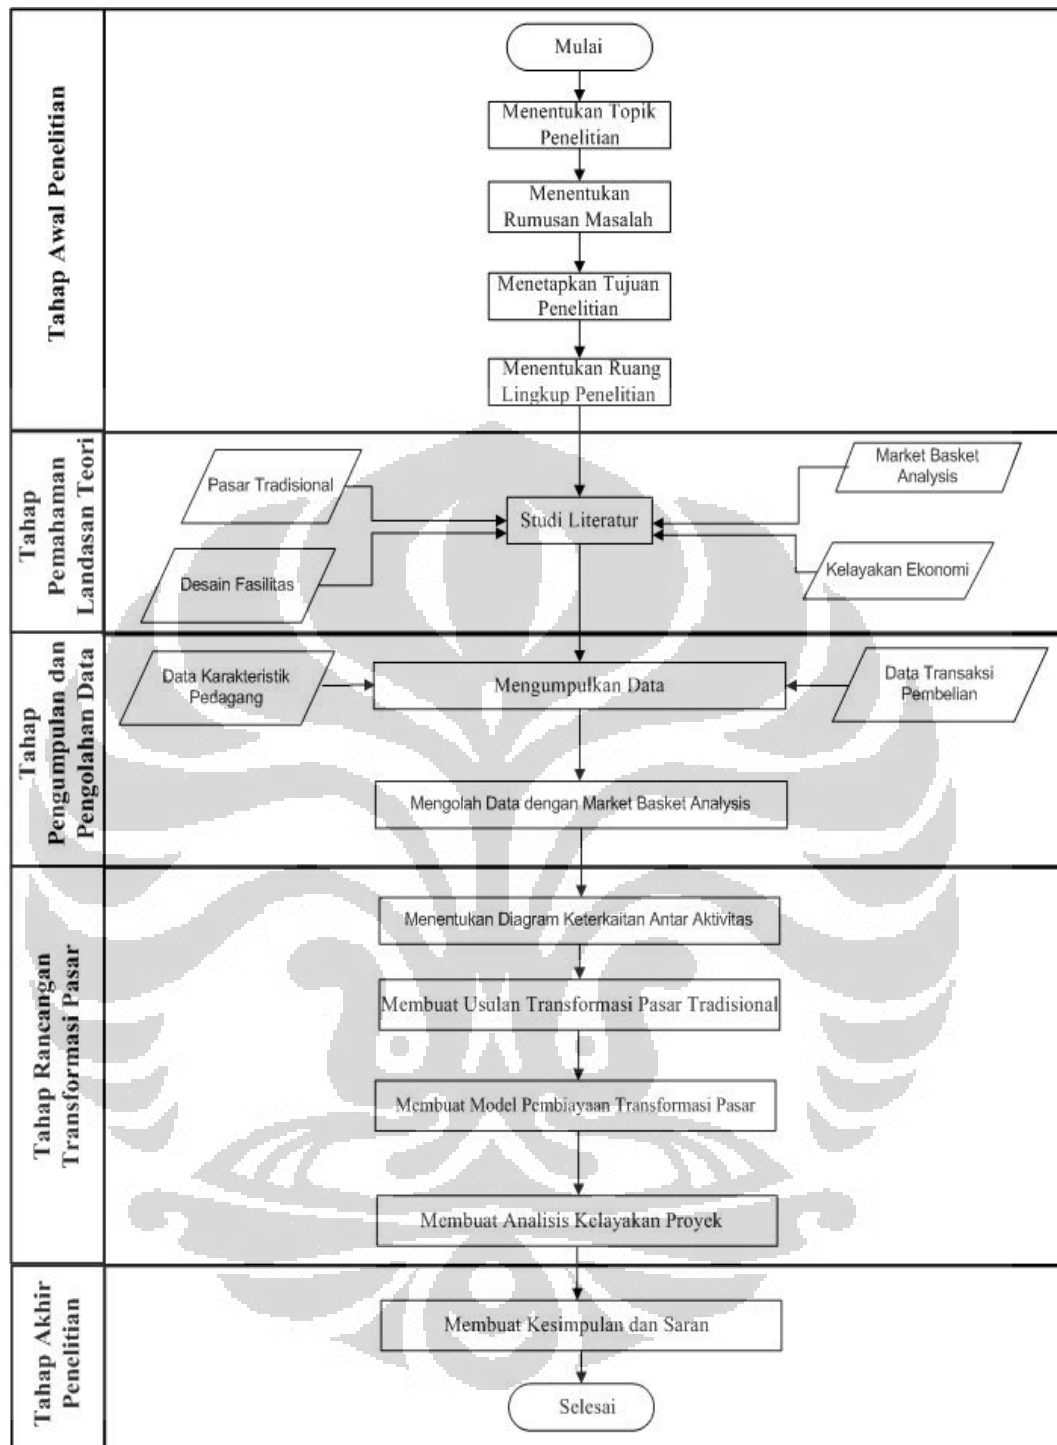 Tahap Awal Penelitian
Mulai
Menentukan Topik
Penelitian
Menentukan
Rumusan Masalah
Menetapkan Tujuan
Penelitian
Menentukan Ruang
Lingkup Penelitian
Tahap
Pemahaman
Landasan Teori
Pasar Tradisional
Desain Fasilitas
Studi Literatur
Market Basket
Analysis
Kelayakan Ekonomi
Tahap
Pengumpulan dan
Pengolahan Data
Data Karakteristik
Pedagang
Mengumpulkan Data
Data Transaksi
Pembelian
Mengolah Data dengan Market Basket Analysis
Tahap Rancangan
Transformasi Pasar
Menentukan Diagram Keterkaitan Antar Aktivitas
Membuat Usulan Transformasi Pasar Tradisional
Membuat Model Pembiayaan Transformasi Pasar
Membuat Analisis Kelayakan Proyek
Tahap Akhir
Penelitian
Membuat Kesimpulan dan Saran
Selesai